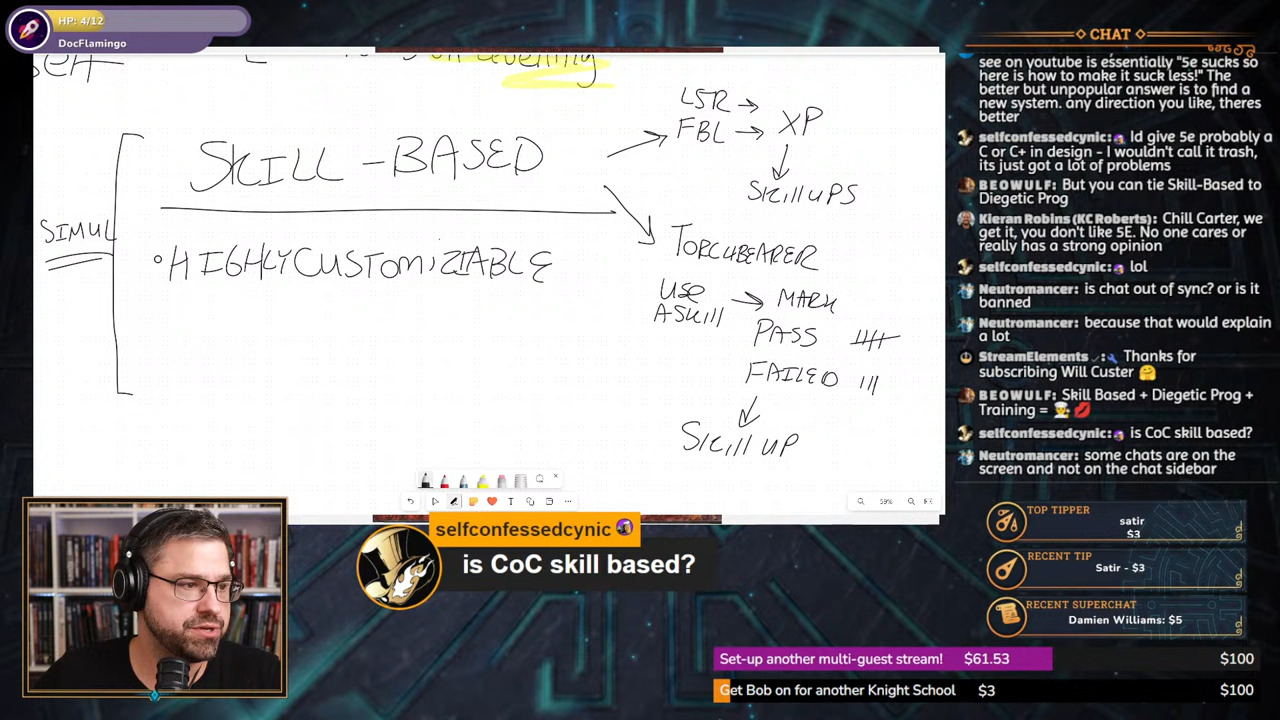 HP: 4/12
DocFlamingo
SKILL-BASED
SIMUL
• HIGHLY CUSTOMIZABLE
LSR → XP
FBL →
SKILL UPS
TORCHBEARER
USE A SKILL → MARK
PASS
FAILED
SKILL UP
59%
selfconfessedcynic
is CoC skill based?
CHAT
see on youtube is essentially "5e sucks so
here is how to make it suck less!" The
better but unpopular answer is to find a
new system. any direction you like, theres
better
selfconfessedcynic: Id give 5e probably a
C or C+ in design - I wouldn't call it trash,
its just got a lot of problems
BEOWULF: But you can tie Skill-Based to
Diegetic Prog
Kieran Robins (KC Roberts): Chill Carter, we
get it, you don't like 5E. No one cares or
really has a strong opinion
selfconfessedcynic: lol
Neutromancer: is chat out of sync? or is it
banned
Neutromancer: because that would explain
a lot
StreamElements: Thanks for
subscribing Will Custer 🤗
BEOWULF: Skill Based + Diegetic Prog +
Training = 👨‍🍳 💋
selfconfessedcynic: is CoC skill based?
Neutromancer: some chats are on the
screen and not on the chat sidebar
TOP TIPPER
satir
$3
RECENT TIP
Satir - $3
RECENT SUPERCHAT
Damien Williams: $5
Set-up another multi-guest stream! $61.53 $100
Get Bob on for another Knight School $3 $100